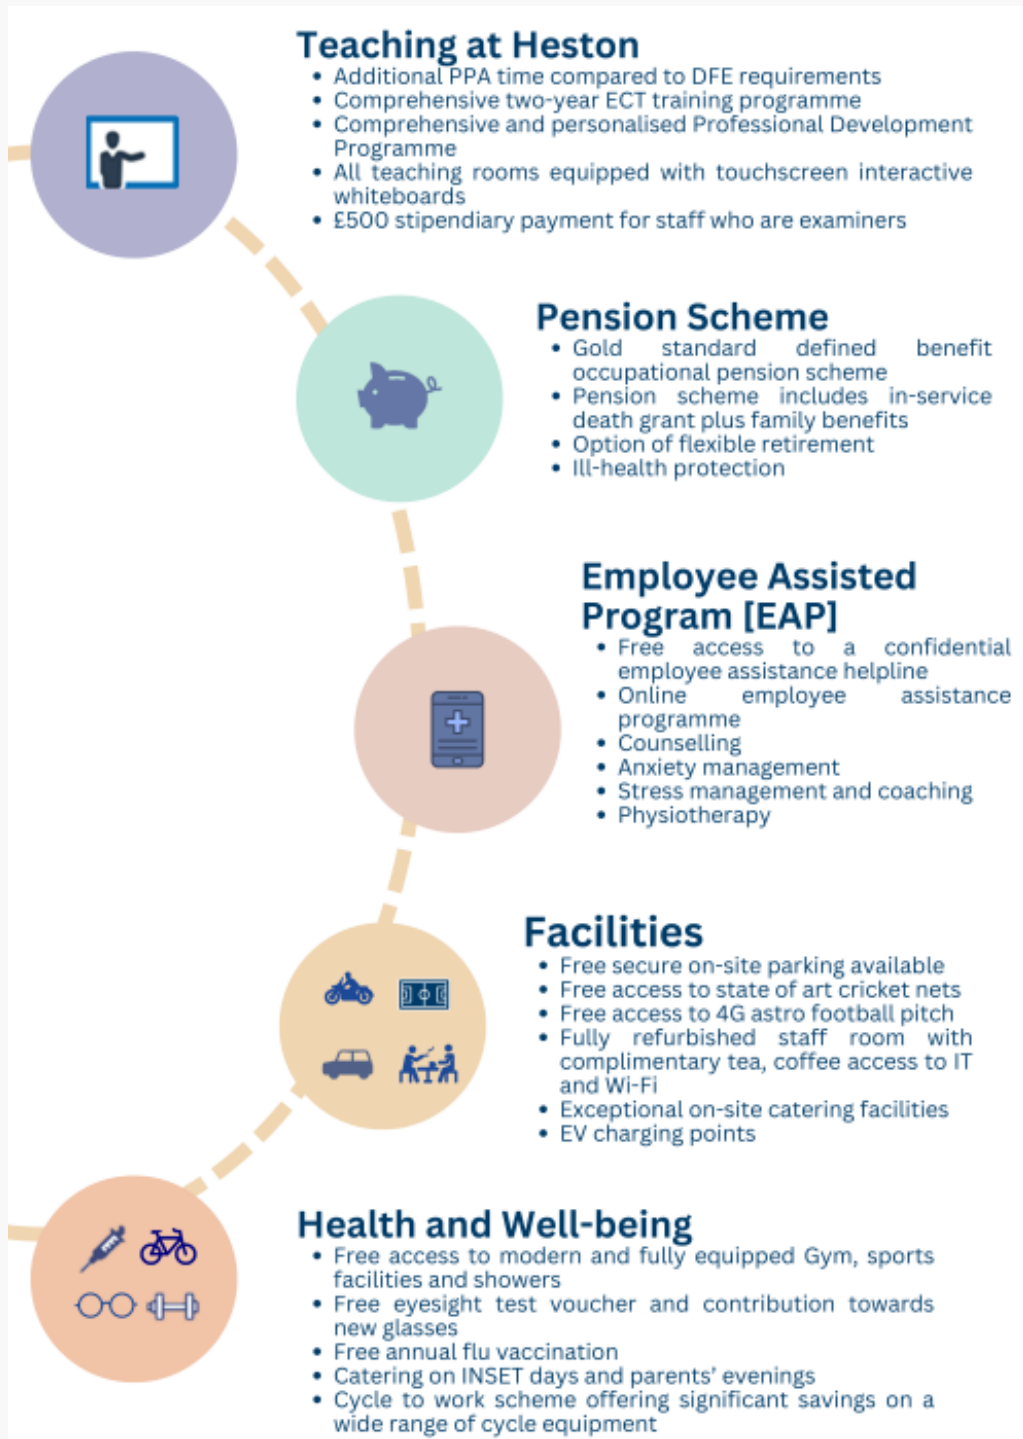 Teaching at Heston
• Additional PPA time compared to DFE requirements
• Comprehensive two-year ECT training programme
• Comprehensive and personalised Professional Development
Programme
• All teaching rooms equipped with touchscreen interactive
whiteboards
• £500 stipendiary payment for staff who are examiners
Pension Scheme
• Gold standard defined benefit
occupational pension scheme
• Pension scheme includes in-service
death grant plus family benefits
• Option of flexible retirement
• Ill-health protection
Employee Assisted
Program [EAP]
• Free access to a confidential
employee assistance helpline
• Online employee assistance
programme
• Counselling
• Anxiety management
• Stress management and coaching
• Physiotherapy
Facilities
• Free secure on-site parking available
• Free access to state of art cricket nets
• Free access to 4G astro football pitch
• Fully refurbished staff room with
complimentary tea, coffee access to IT
and Wi-Fi
• Exceptional on-site catering facilities
• EV charging points
Health and Well-being
• Free access to modern and fully equipped Gym, sports
facilities and showers
• Free eyesight test voucher and contribution towards
new glasses
• Free annual flu vaccination
• Catering on INSET days and parents' evenings
• Cycle to work scheme offering significant savings on a
wide range of cycle equipment